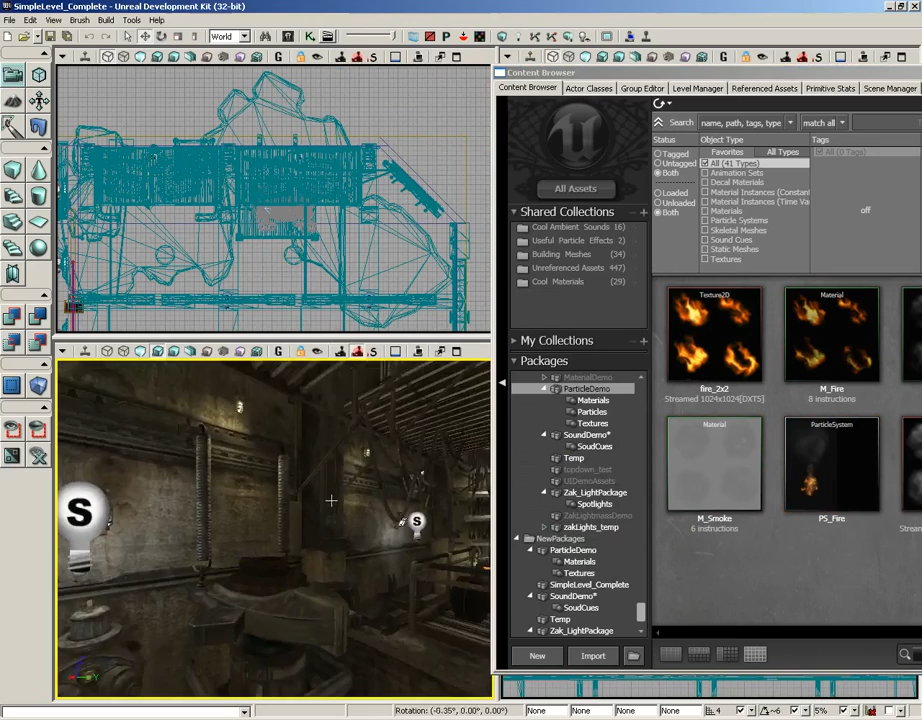 SimpleLevel_Complete - Unreal Development Kit (32-bit)
File Edit View Brush Build Tools Help
World
Content Browser
Content Browser Actor Classes Group Editor Level Manager Referenced Assets Primitive Stats Scene Manager
Search name, path, tags, type match all
Status Object Type Tags
Favorites All Types All (0 Tags)
Tagged
Untagged
Both
Loaded
Unloaded
Both
All (41 Types)
Animation Sets
Decal Materials
Material Instances (Constan
Material Instances (Time Va
Materials
Particle Systems
Skeletal Meshes
Sound Cues
Static Meshes
Textures
off
All Assets
Shared Collections
Cool Ambient Sounds 16)
Useful Particle Effects 2)
Building Meshes (34)
Unreferenced Assets 447)
Cool Materials (29)
My Collections
Packages
MaterialDemo
ParticleDemo
Materials
Particles
Textures
SoundDemo*
SoudCues
Temp
topdown_test
UIDemoAssets
Zak_LightPackage
Spotlights
ZakLightmassDemo
zakLights_temp
NewPackages
ParticleDemo
Materials
Textures
SimpleLevel_Complete
SoundDemo*
SoudCues
Temp
Zak_LightPackage
New Import
Texture2D
fire_2x2
Streamed 1024x1024[DXT5]
Material
M_Fire
8 instructions
Material
M_Smoke
6 instructions
ParticleSystem
PS_Fire
S
S
Rotation: (-0.35°, 0.00°, 0.00°) None None None None 4 6 5%